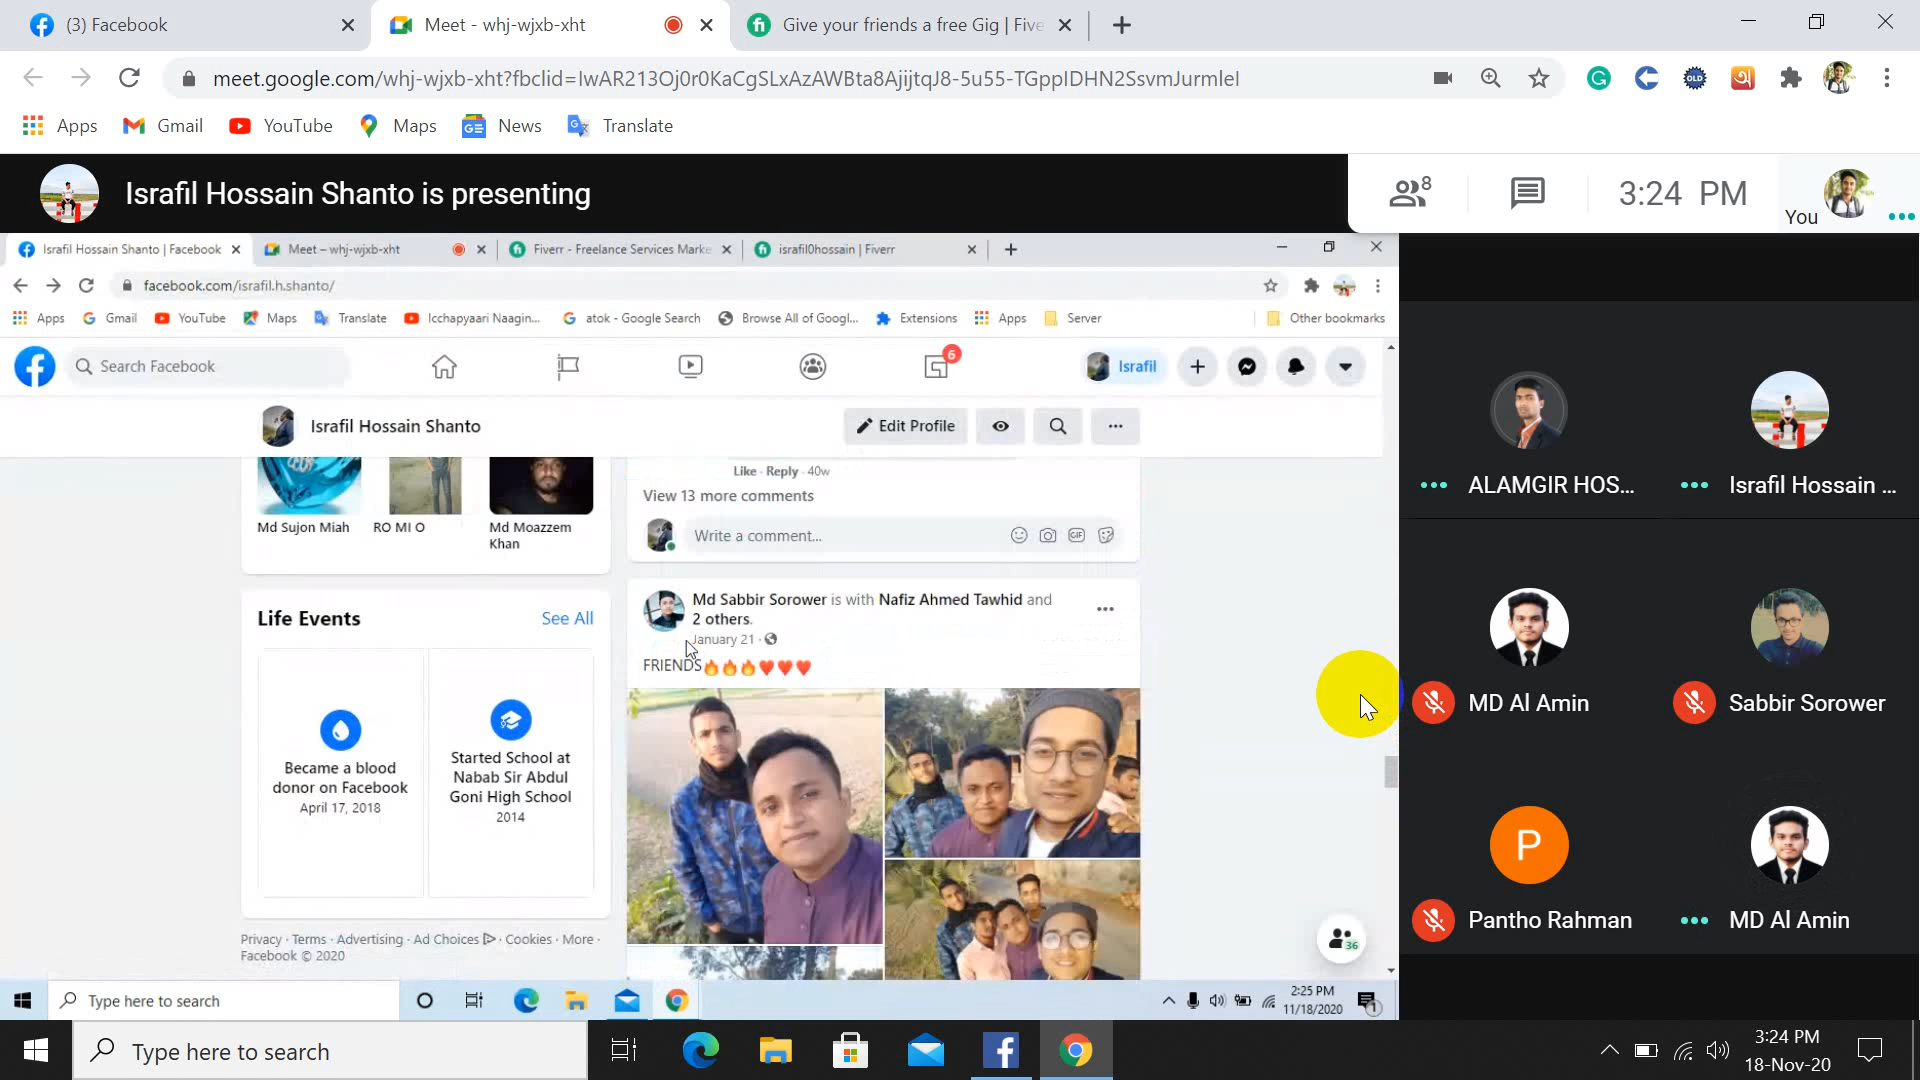 (3) Facebook
Meet - whj-wjxb-xht
Give your friends a free Gig | Five
meet.google.com/whj-wjxb-xht?fbclid=IwAR213Oj0r0KaCgSLxAzAWBta8AjijtqJ8-5u55-TGppIDHN2SsvmJurmleI
Apps
Gmail
YouTube
Maps
News
Translate
Israfil Hossain Shanto is presenting
8
3:24 PM
You
Israfil Hossain Shanto | Facebook
Meet – whj-wjxb-xht
Fiverr - Freelance Services Marke
israfil0hossain | Fiverr
facebook.com/israfil.h.shanto/
Apps
Gmail
YouTube
Maps
Translate
Icchapyaari Naagin...
atok - Google Search
Browse All of Googl...
Extensions
Apps
Server
Other bookmarks
Search Facebook
6
Israfil
Israfil Hossain Shanto
Edit Profile
Md Sujon Miah
RO MI O
Md Moazzem Khan
Like · Reply · 40w
View 13 more comments
Write a comment...
GIF
Life Events
See All
Became a blood donor on Facebook
April 17, 2018
Started School at Nabab Sir Abdul Goni High School
2014
Md Sabbir Sorower is with Nafiz Ahmed Tawhid and
2 others.
January 21 ·
FRIENDS🔥🔥🔥❤️❤️❤️
Privacy · Terms · Advertising · Ad Choices · Cookies · More ·
Facebook © 2020
36
Type here to search
2:25 PM
11/18/2020
1
ALAMGIR HOS...
Israfil Hossain ...
MD Al Amin
Sabbir Sorower
P
Pantho Rahman
MD Al Amin
Type here to search
3:24 PM
18-Nov-20